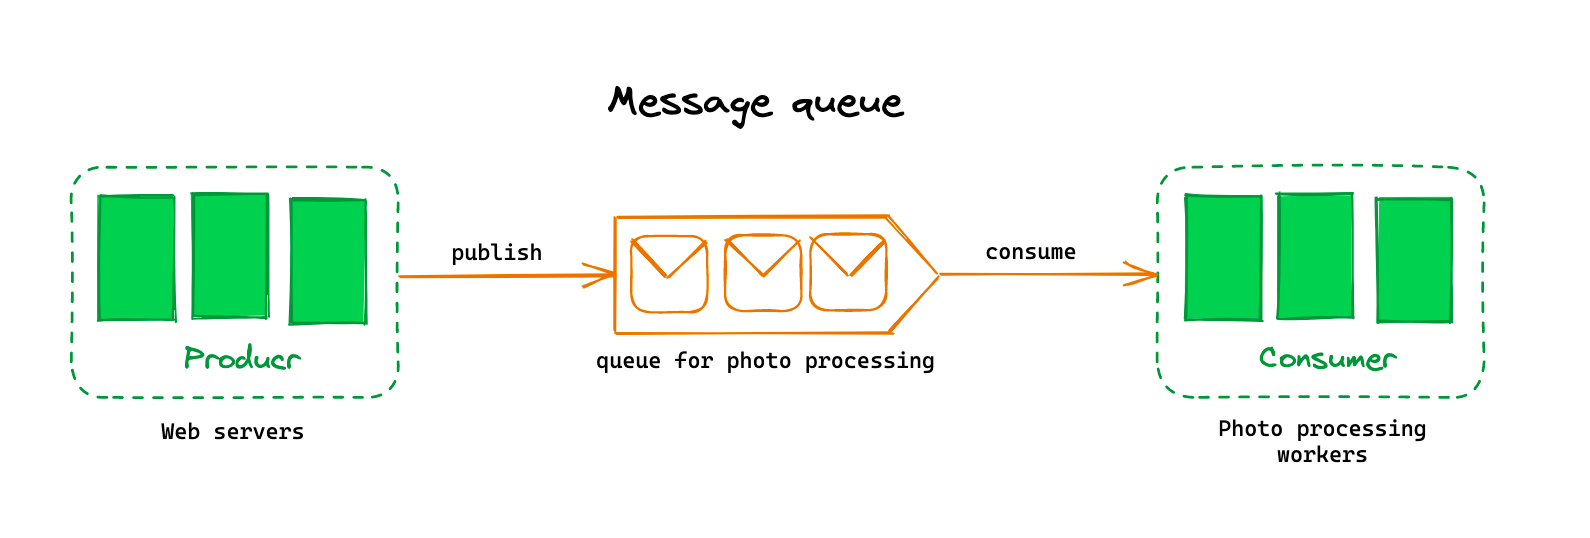 Message queue
publish
consume
Producr
queue for photo processing
Consumer
Web servers
Photo processing
workers